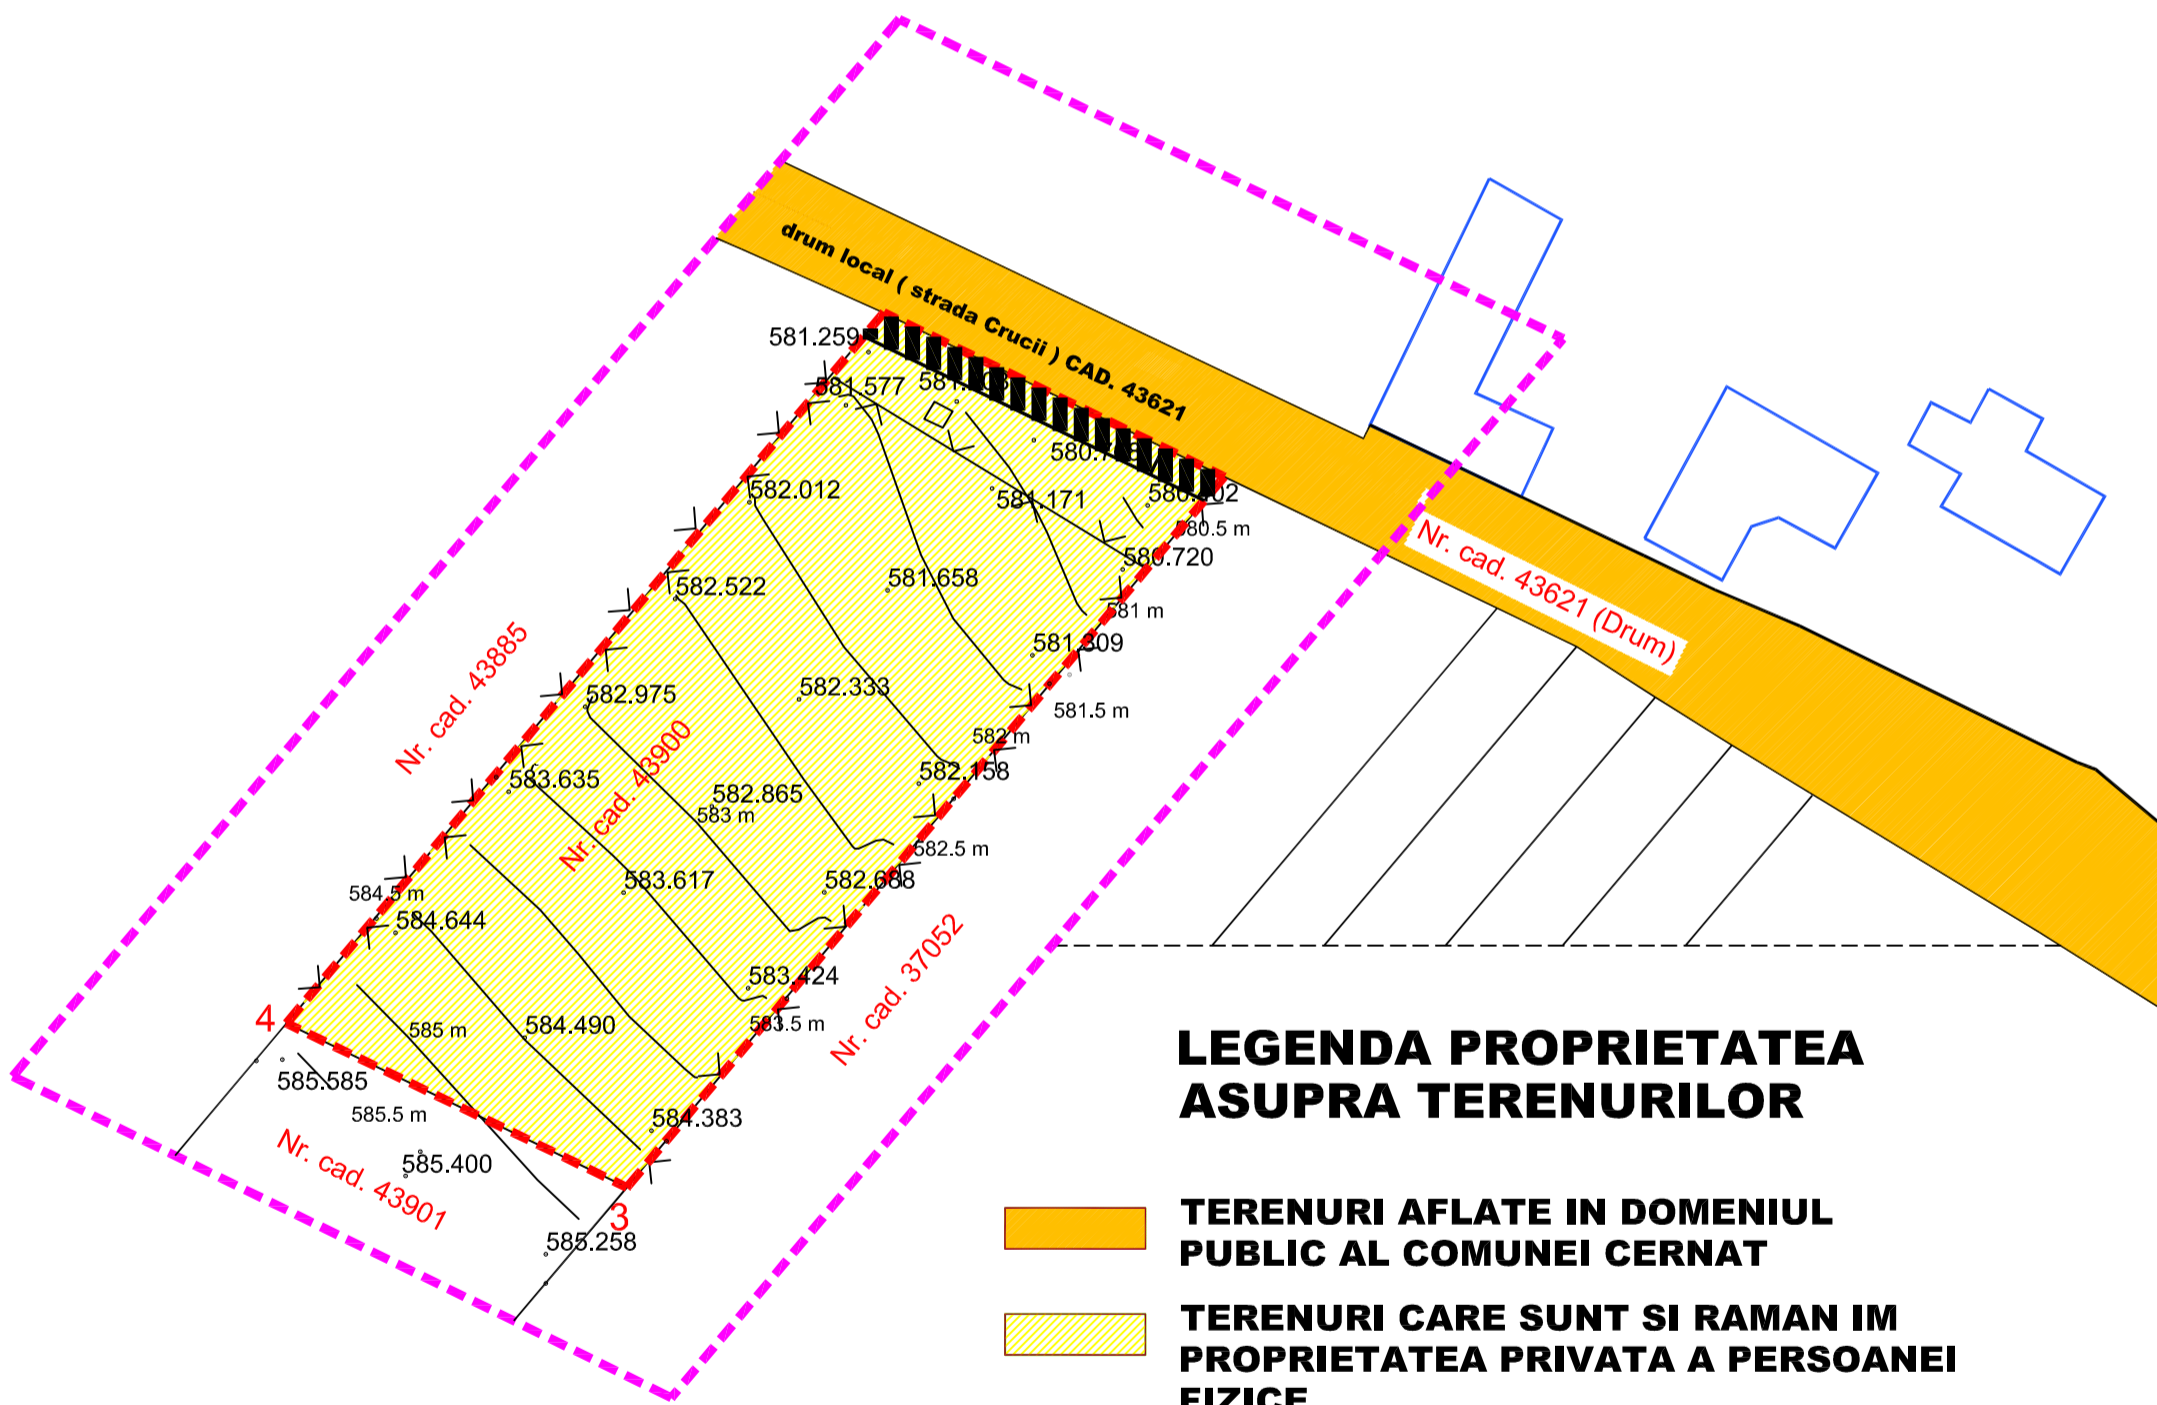 drum local ( strada Crucii ) CAD. 43621
581.259
581.577
582.012
581.171
580.5 m
580.720
582.522
581.658
581 m
581.309
Nr. cad. 43621 (Drum)
Nr. cad. 43885
582.975
582.333
581.5 m
582 m
Nr. cad. 43900
583.635
582.158
582.865
583 m
582.5 m
584.5 m
583.617
582.688
584.644
Nr. cad. 37052
583.424
4
585 m
584.490
583.5 m
585.585
585.5 m
584.383
Nr. cad. 43901
585.400
3
585.258
LEGENDA PROPRIETATEA
ASUPRA TERENURILOR
TERENURI AFLATE IN DOMENIUL
PUBLIC AL COMUNEI CERNAT
TERENURI CARE SUNT SI RAMAN IM
PROPRIETATEA PRIVATA A PERSOANEI
FIZICE